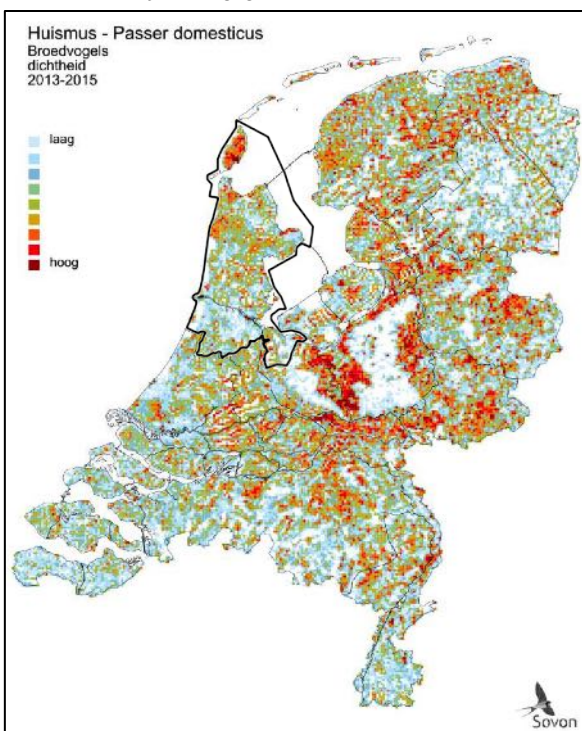 Huismus - Passer domesticus
Broedvogels
dichtheid
2013-2015
laag
hoog
Sovon